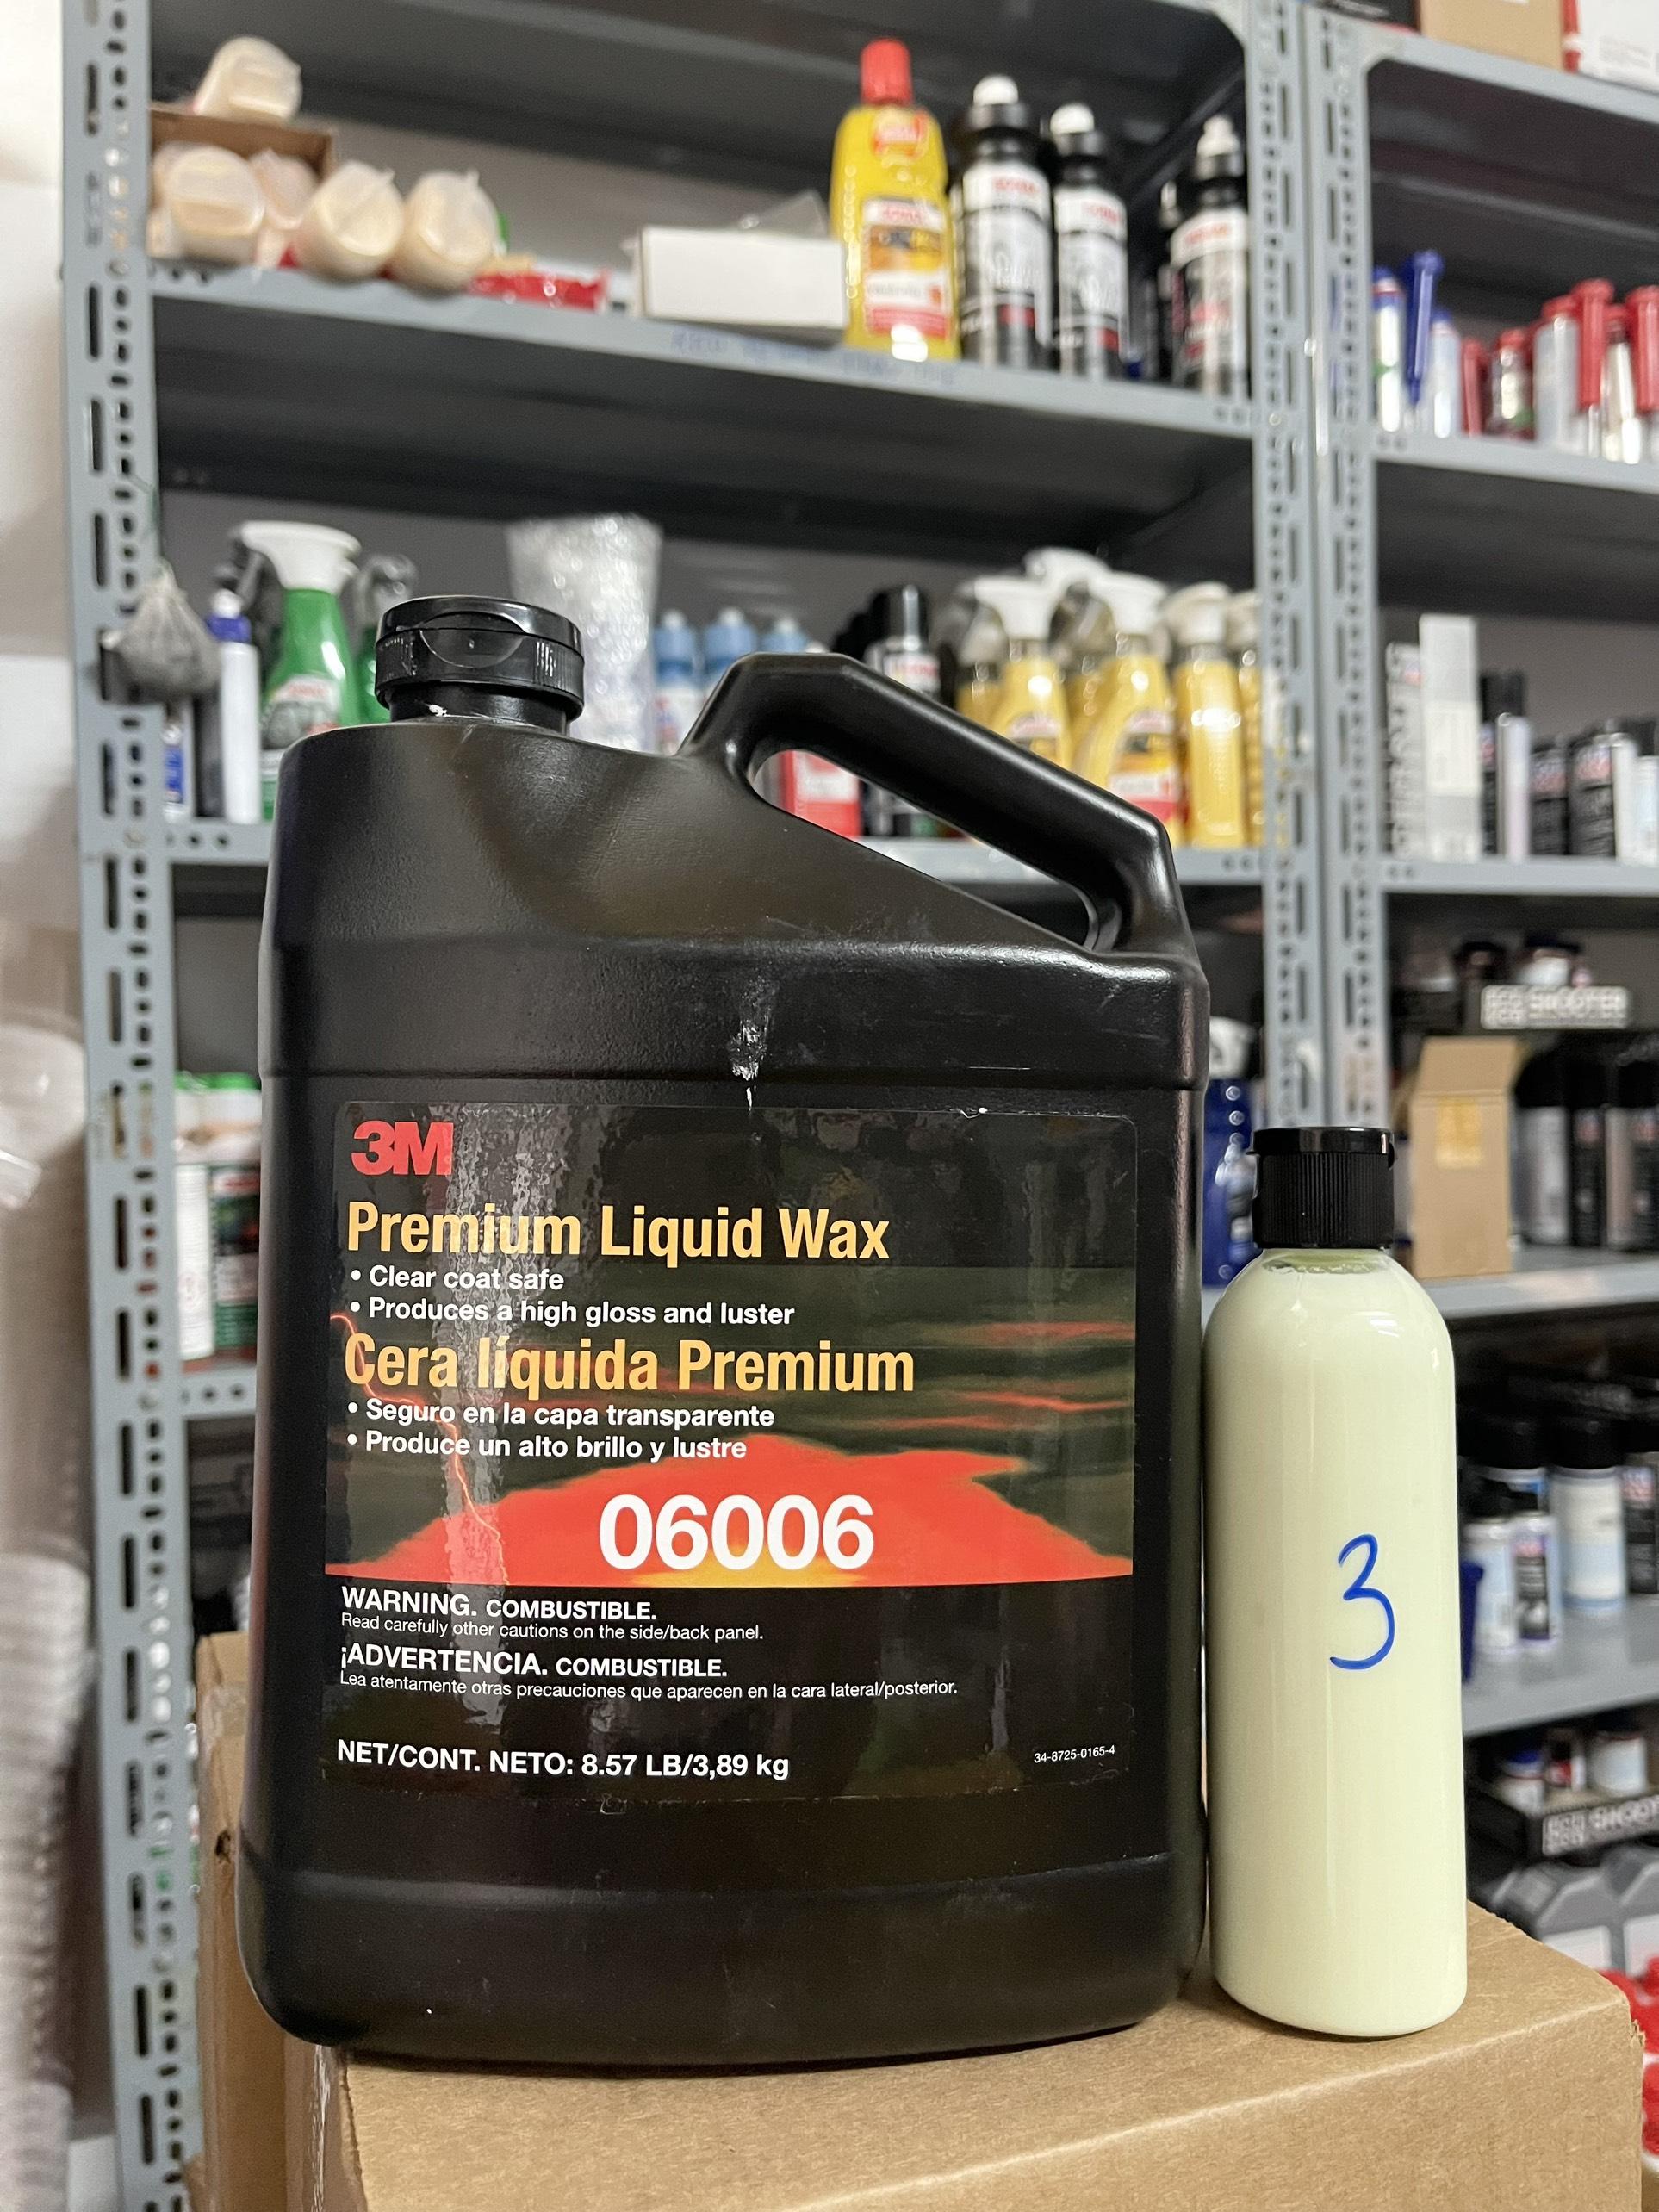 3M
Premium Liquid Wax
• Clear coat safe
• Produces a high gloss and luster
Cera líquida Premium
• Seguro en la capa transparente
• Produce un alto brillo y lustre
06006
WARNING. COMBUSTIBLE.
Read carefully other cautions on the side/back panel.
¡ADVERTENCIA. COMBUSTIBLE.
Lea atentamente otras precauciones que aparecen en la cara lateral/posterior.
NET/CONT. NETO: 8.57 LB/3,89 kg
34-8725-0165-4
3